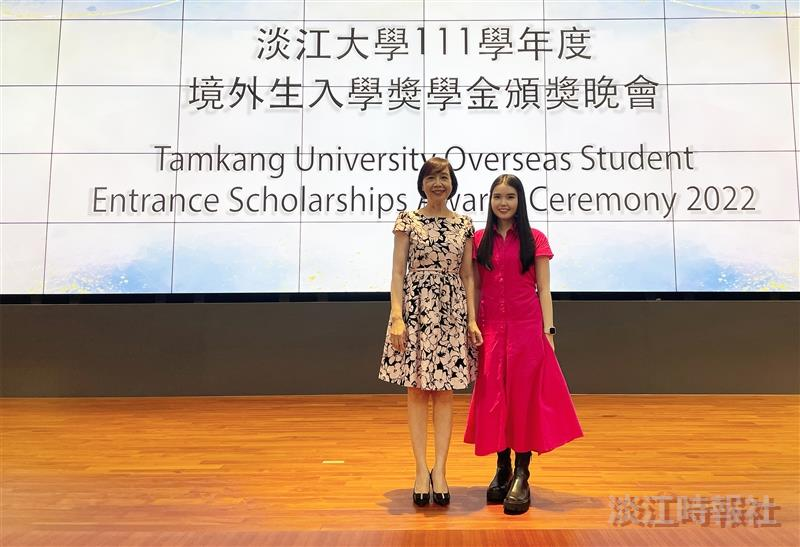 淡江大學111學年度
境外生入學獎學金頒獎晚會
Tamkang University Overseas Student
Entrance Scholarships Ceremony 2022
淡江時報社